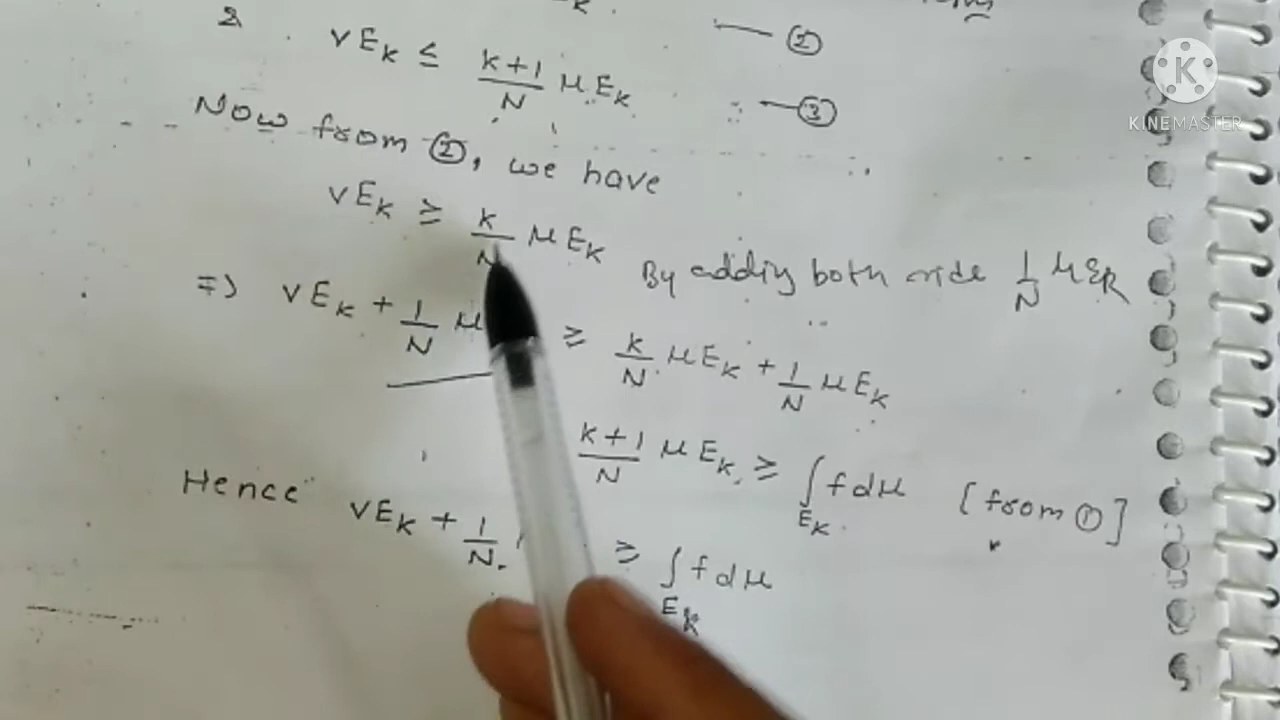 K
& νE_k ≤ (k+1)/N μE_k
②
③
KINEMASTER
Now from ②, we have
νE_k ≥ k/N μE_k By adding both side 1/N μE_k
⇒ νE_k + 1/N μ ≥ k/N μE_k + 1/N μE_k
(k+1)/N μE_k ≥ ∫_{E_k} f dμ [from ①]
Hence νE_k + 1/N ≥ ∫_{E_k} f dμ